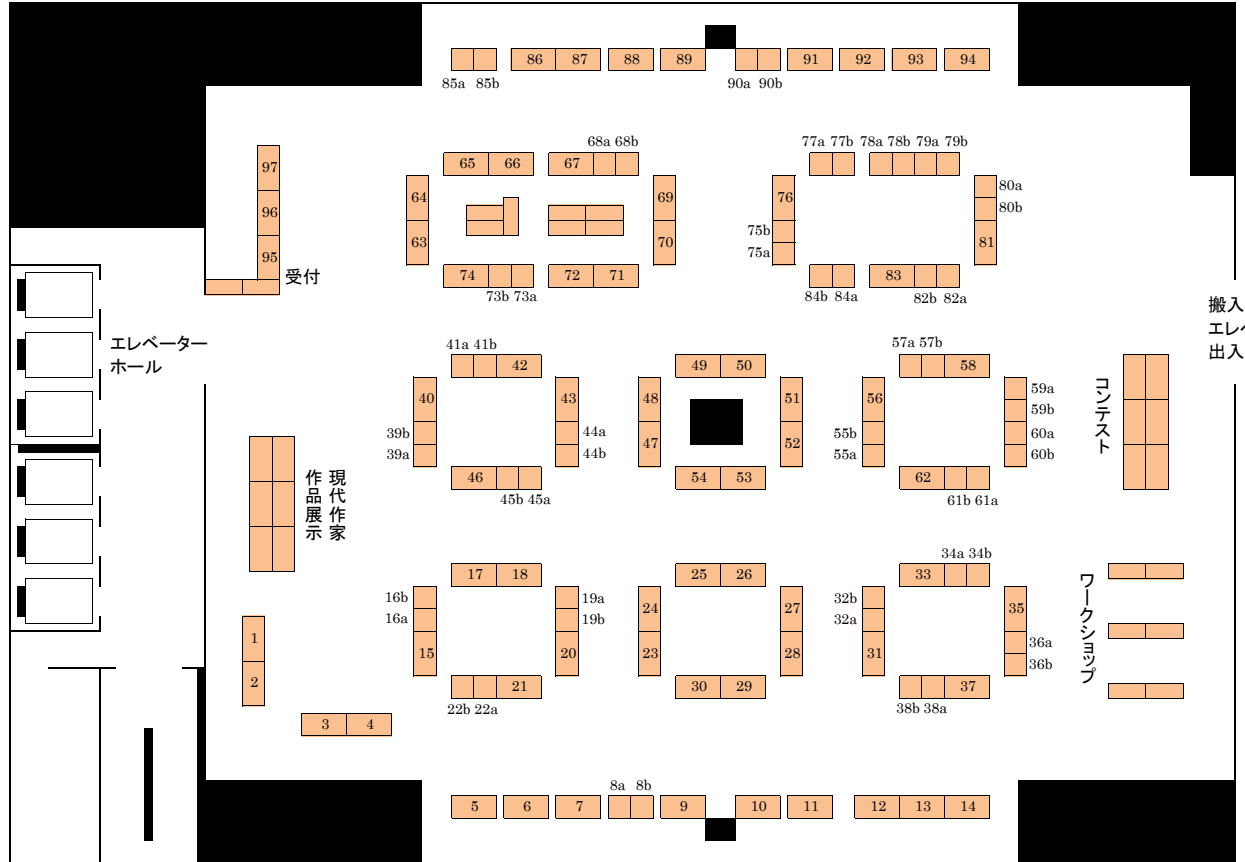 86 87 88 89 91 92 93 94
85a 85b 90a 90b
68a 68b 77a 77b 78a 78b 79a 79b
97 65 66 67
64 69 76 80a
96 80b
63 70 75b 81
95 75a
受付 74 72 71 83
73b 73a 84b 84a 82b 82a
搬入
エレベ
出入
エレベーター
ホール
41a 41b 57a 57b
42 49 50 58
40 43 48 51 56 59a
59b
コンテスト
39b 44a 47 52 55b 60a
39a 44b 55a 60b
46 54 53 62
45b 45a 61b 61a
現代作家
作品展示
34a 34b
17 18 25 26 33
16b 19a 24 27 32b 35
16a 19b 32a
ワークショップ
1 15 20 23 28 31 36a
36b
2 21 30 29 37
22b 22a 38b 38a
3 4
8a 8b
5 6 7 9 10 11 12 13 14